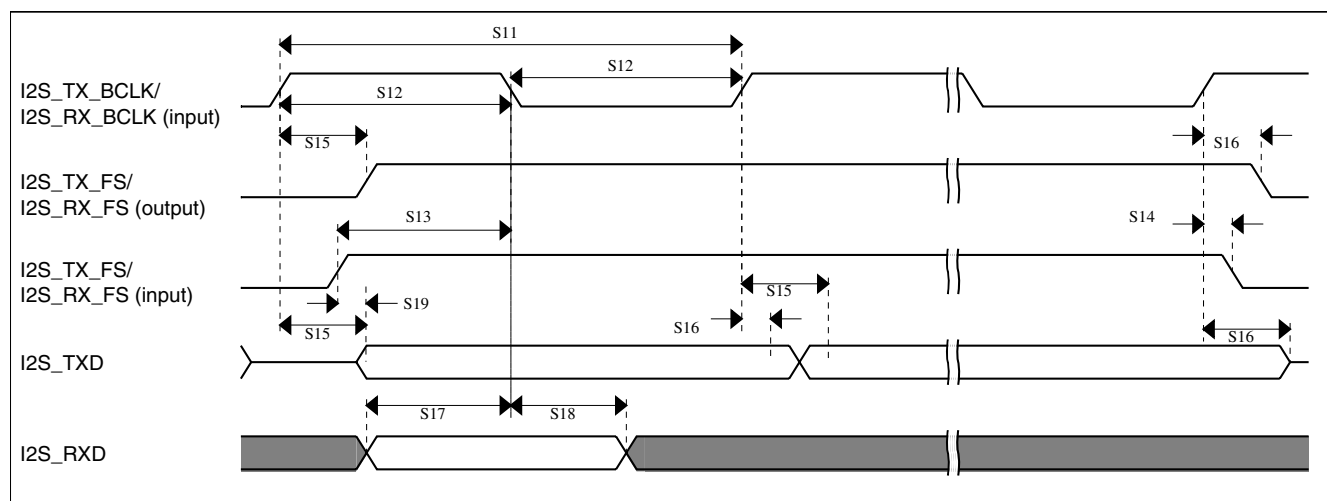 S11
I2S_TX_BCLK/
I2S_RX_BCLK (input)
S12
S12
S15
S16
I2S_TX_FS/
I2S_RX_FS (output)
S13
S14
I2S_TX_FS/
I2S_RX_FS (input)
S19
S15
S15
S16
S16
I2S_TXD
S17
S18
I2S_RXD